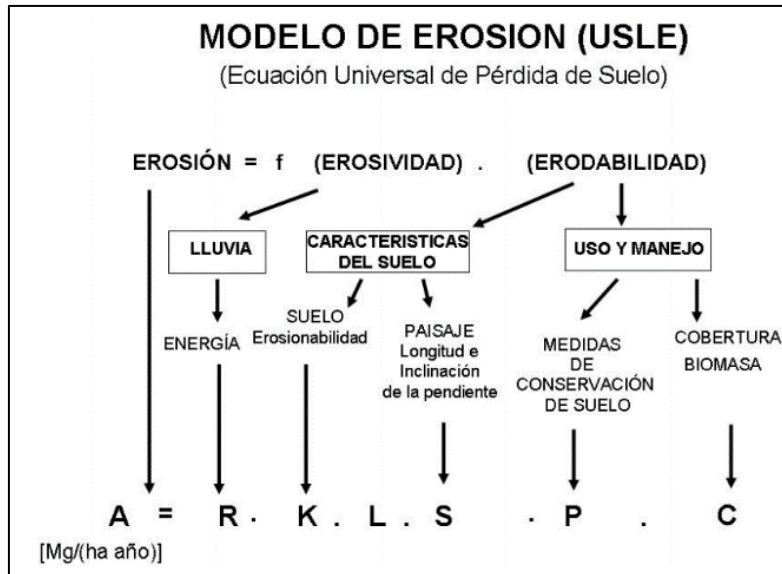 MODELO DE EROSION (USLE)
(Ecuación Universal de Pérdida de Suelo)
EROSIÓN = f (EROSIVIDAD) . (ERODABILIDAD)
LLUVIA
CARACTERISTICAS
DEL SUELO
USO Y MANEJO
ENERGÍA
SUELO
Erosionabilidad
PAISAJE
Longitud e
Inclinación
de la pendiente
MEDIDAS
DE
CONSERVACIÓN
DE SUELO
COBERTURA
BIOMASA
A = R . K . L . S . P . C
[Mg/(ha año)]